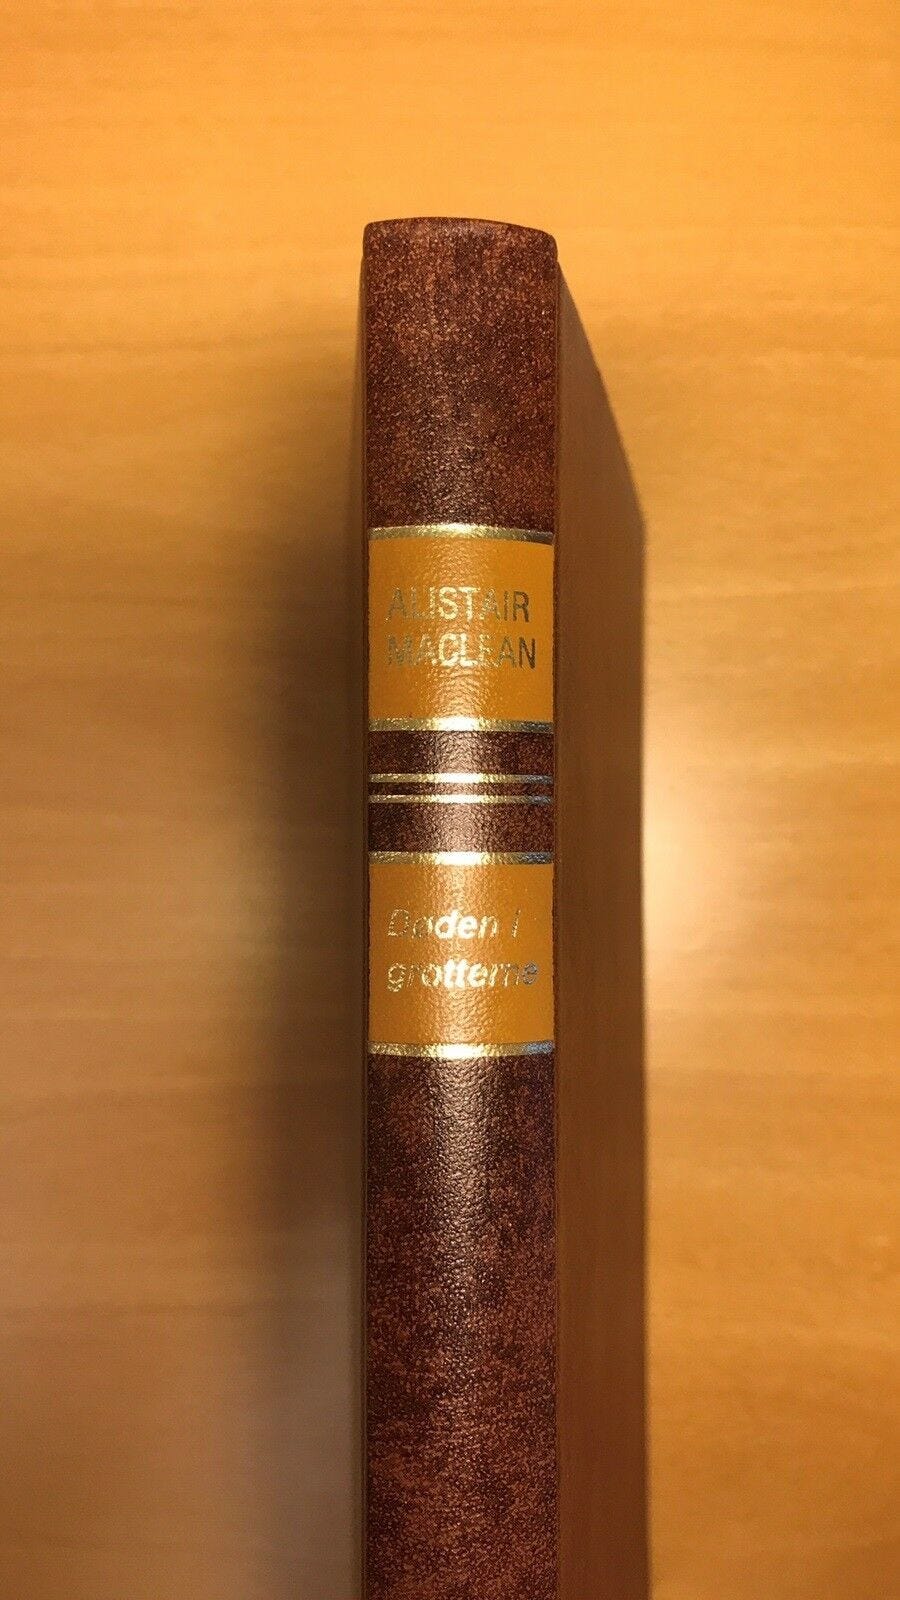 ALISTAIR
MACLEAN
Døden i
grotterne